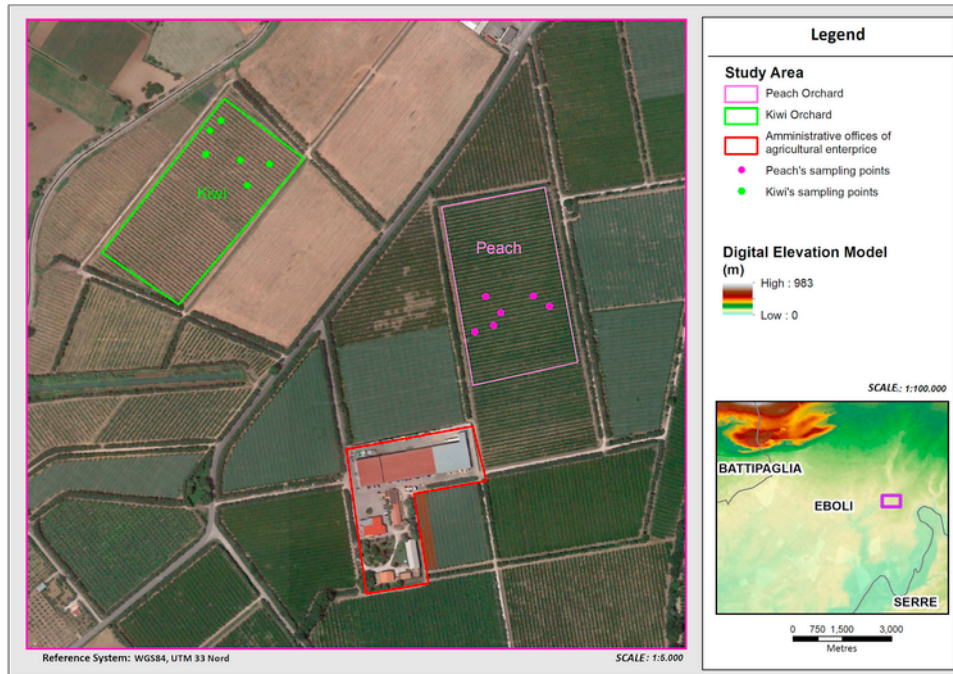 Kiwi
Peach
Reference System: WGS84, UTM 33 Nord
SCALE : 1:5.000
Legend
Study Area
Peach Orchard
Kiwi Orchard
Amministrative offices of
agricultural enterprice
Peach's sampling points
Kiwi's sampling points
Digital Elevation Model
(m)
High : 983
Low : 0
SCALE.: 1:100.000
BATTIPAGLIA
EBOLI
SERRE
0 750 1,500 3,000
Metres